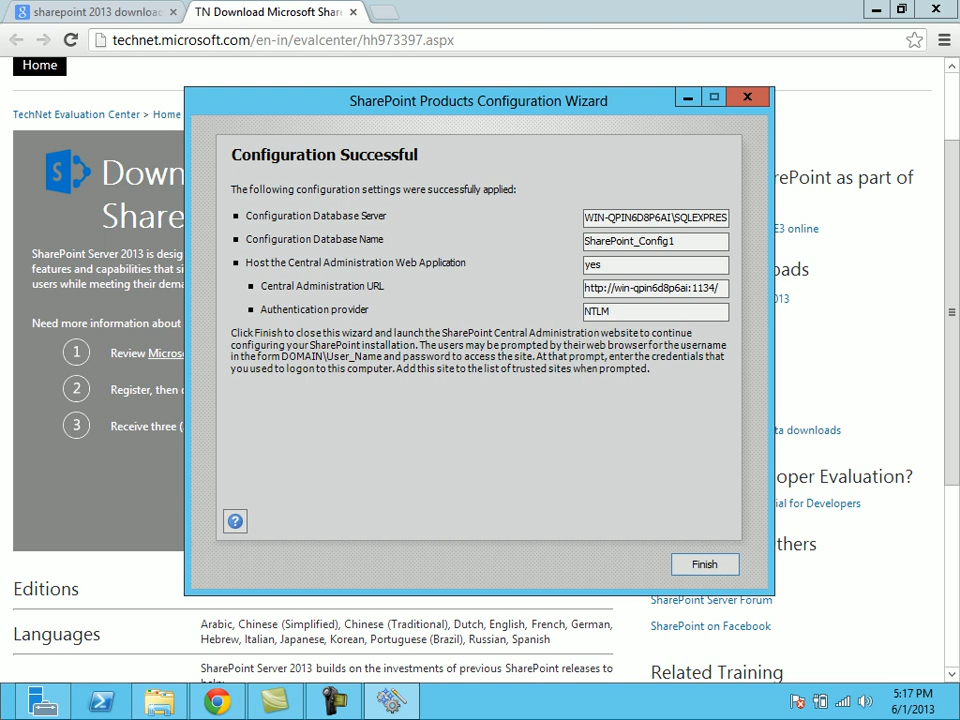 sharepoint 2013 downloac
TN Download Microsoft Shar
technet.microsoft.com/en-in/evalcenter/hh973397.aspx
Home
TechNet Evaluation Center > Home
Down
Share
SharePoint Server 2013 is desig
features and capabilities that si
users while meeting their dema
Need more information about
1 Review Microso
2 Register, then d
3 Receive three (
rePoint as part of
E3 online
oads
013
ta downloads
oper Evaluation?
ial for Developers
thers
SharePoint Server Forum
SharePoint on Facebook
Related Training
SharePoint Products Configuration Wizard
Configuration Successful
The following configuration settings were successfully applied:
Configuration Database Server WIN-QPIN6D8P6AI\SQLEXPRES
Configuration Database Name SharePoint_Config1
Host the Central Administration Web Application yes
Central Administration URL http://win-qpin6d8p6ai:1134/
Authentication provider NTLM
Click Finish to close this wizard and launch the SharePoint Central Administration website to continue
configuring your SharePoint installation. The users may be prompted by their web browser for the username
in the form DOMAIN\User_Name and password to access the site. At that prompt, enter the credentials that
you used to logon to this computer. Add this site to the list of trusted sites when prompted.
?
Finish
Editions
Languages
Arabic, Chinese (Simplified), Chinese (Traditional), Dutch, English, French, German,
Hebrew, Italian, Japanese, Korean, Portuguese (Brazil), Russian, Spanish
SharePoint Server 2013 builds on the investments of previous SharePoint releases to
5:17 PM
6/1/2013